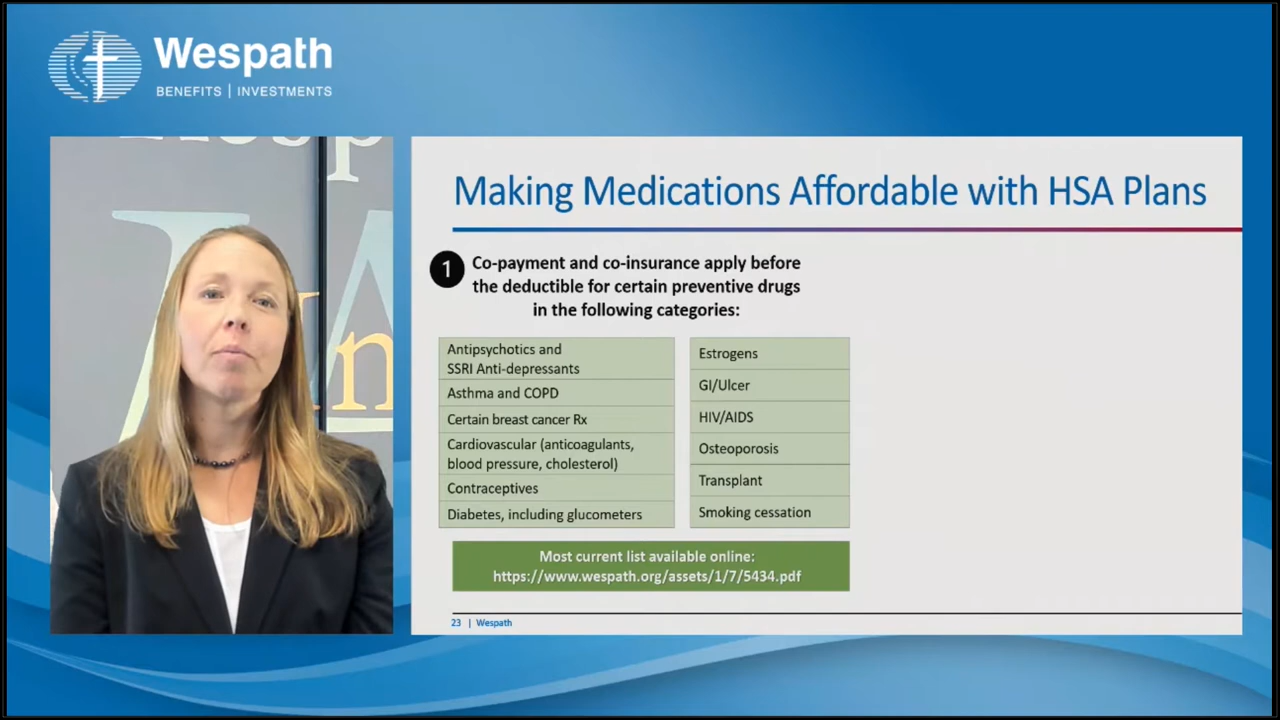 Wespath
BENEFITS | INVESTMENTS
Making Medications Affordable with HSA Plans
1
Co-payment and co-insurance apply before
the deductible for certain preventive drugs
in the following categories:
Antipsychotics and
SSRI Anti-depressants
Asthma and COPD
Certain breast cancer Rx
Cardiovascular (anticoagulants,
blood pressure, cholesterol)
Contraceptives
Diabetes, including glucometers
Estrogens
GI/Ulcer
HIV/AIDS
Osteoporosis
Transplant
Smoking cessation
Most current list available online:
https://www.wespath.org/assets/1/7/5434.pdf
23 | Wespath